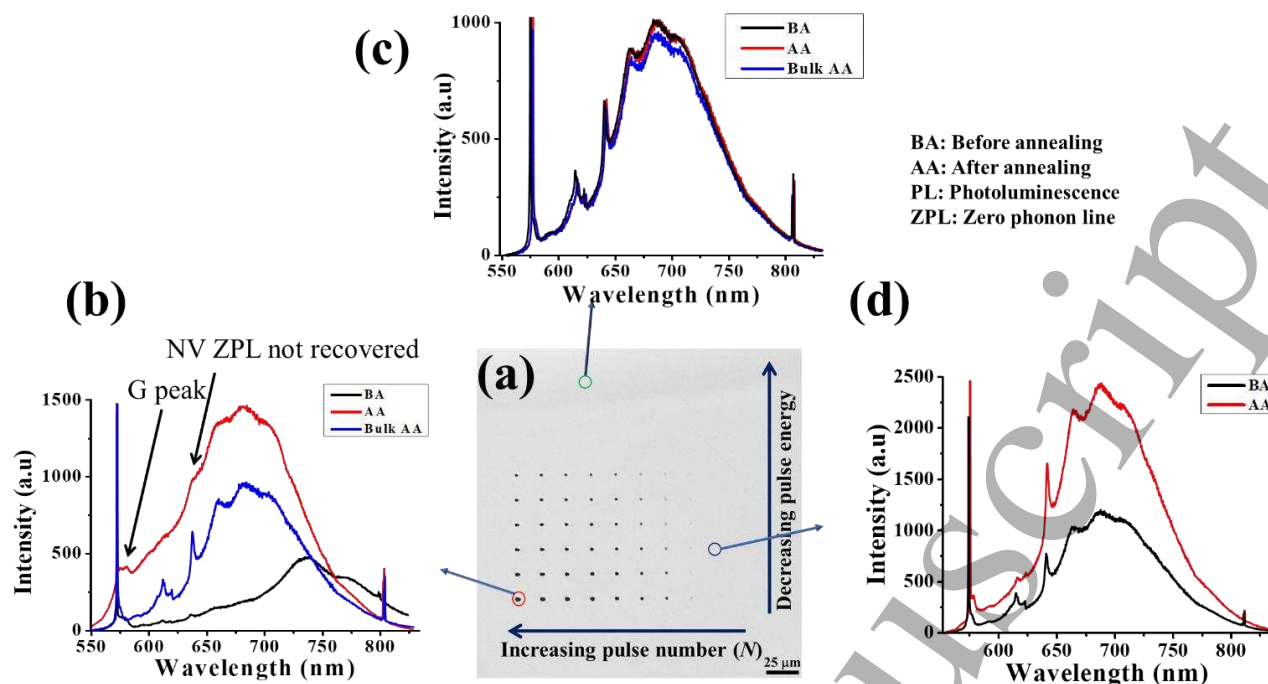 (c)
1000
500
0
Intensity (a.u)
BA
AA
Bulk AA
550 600 650 700 750 800
Wavelength (nm)
BA: Before annealing
AA: After annealing
PL: Photoluminescence
ZPL: Zero phonon line
(b)
NV ZPL not recovered
G peak
1500
1000
500
0
Intensity (a.u)
BA
AA
Bulk AA
550 600 650 700 750 800
Wavelength (nm)
(a)
Decreasing pulse energy
Increasing pulse number (N)
25 µm
(d)
2500
2000
1500
1000
500
0
Intensity (a.u)
BA
AA
600 650 700 750 800
Wavelength (nm)
uscript